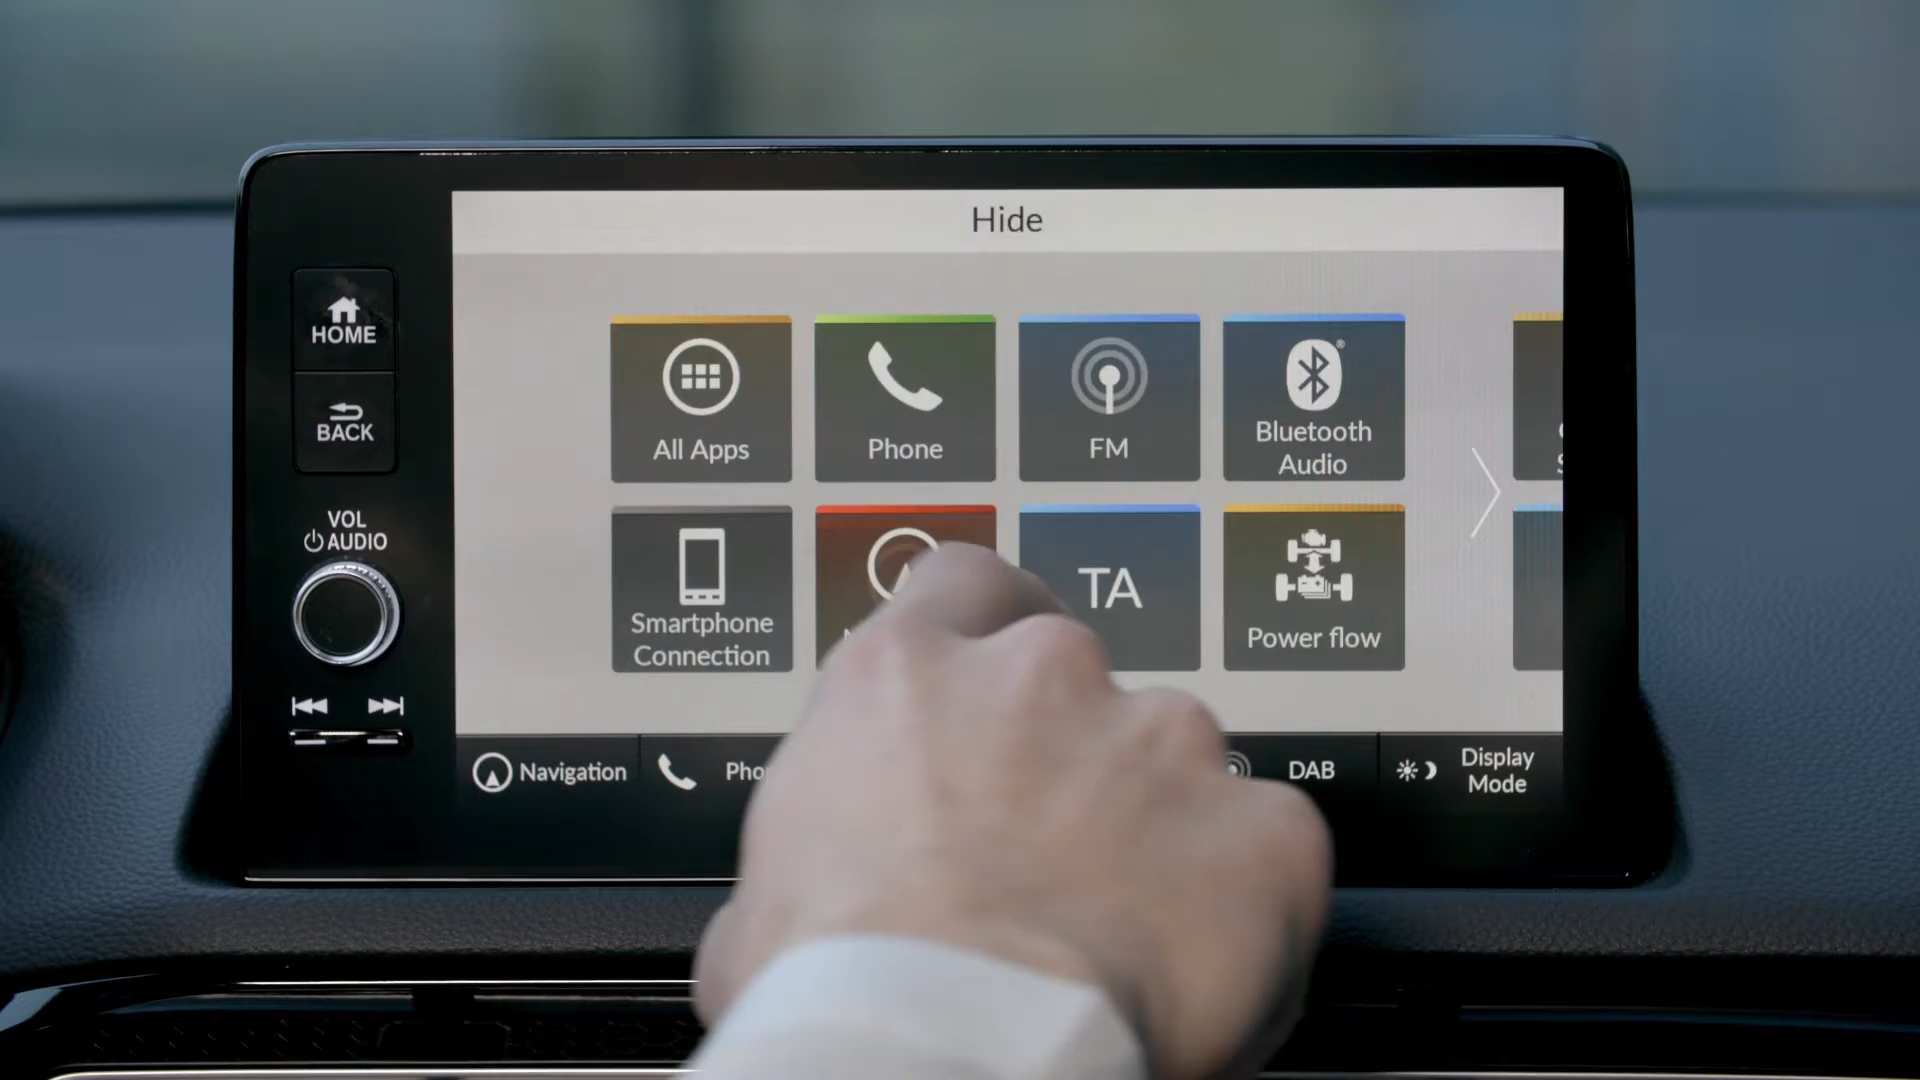 Hide
HOME
BACK
VOL
AUDIO
All Apps
Phone
FM
Bluetooth
Audio
Smartphone
Connection
TA
Power flow
Navigation
DAB
Display
Mode